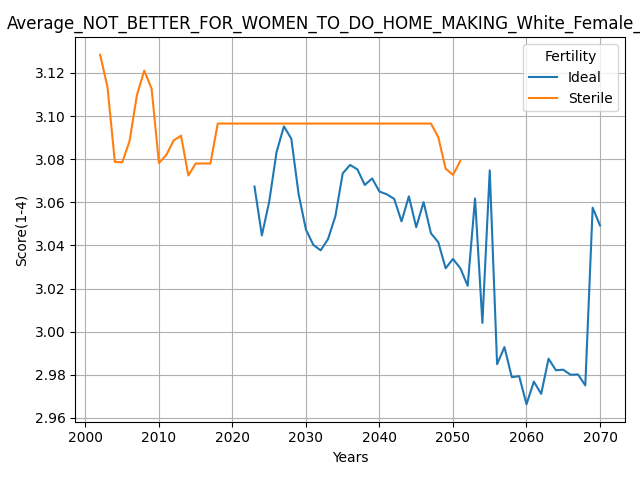 Average_NOT_BETTER_FOR_WOMEN_TO_DO_HOME_MAKING_White_Female_
Fertility
Ideal
Sterile
3.12
3.10
3.08
3.06
3.04
3.02
3.00
2.98
2.96
Score(1-4)
2000 2010 2020 2030 2040 2050 2060 2070
Years